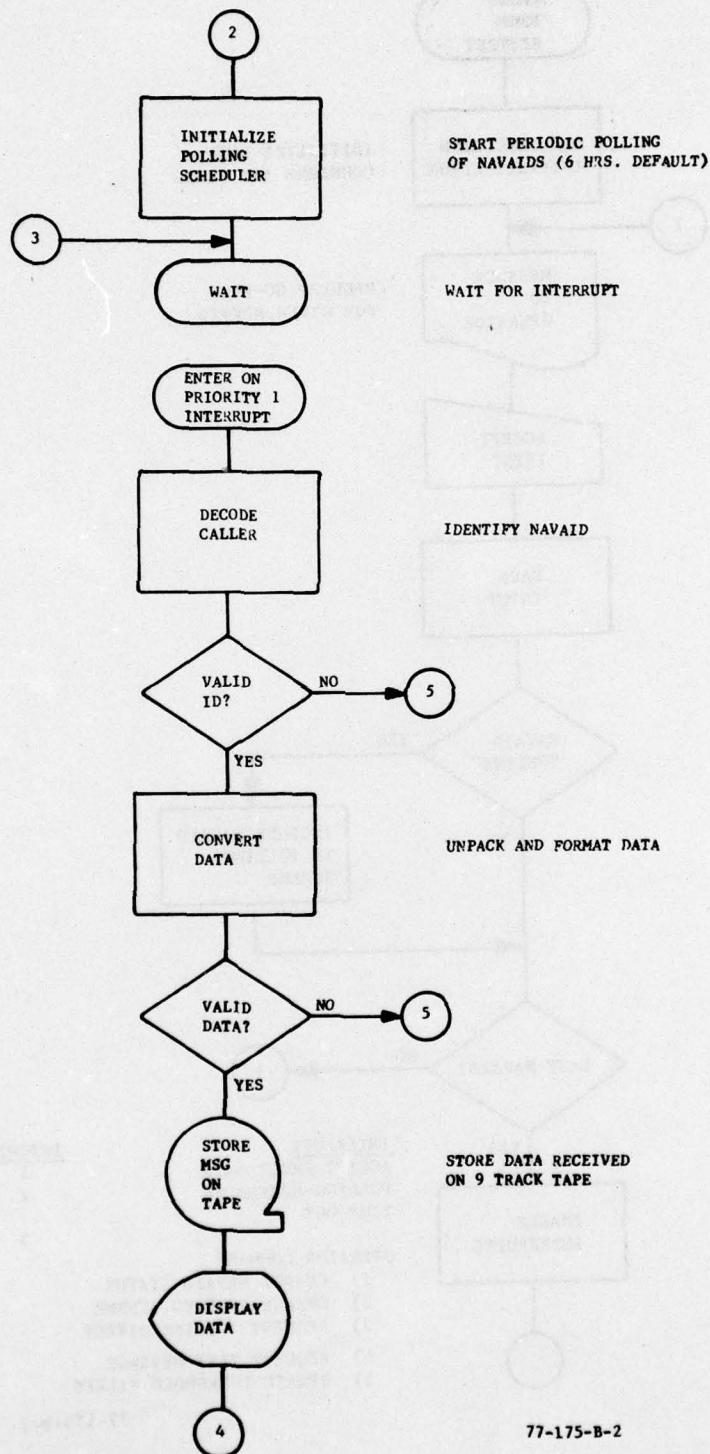 2
INITIALIZE
POLLING
SCHEDULER
START PERIODIC POLLING
OF NAVAIDS (6 HRS. DEFAULT)
3
WAIT
WAIT FOR INTERRUPT
ENTER ON
PRIORITY 1
INTERRUPT
DECODE
CALLER
IDENTIFY NAVAID
VALID
ID?
NO
5
YES
CONVERT
DATA
UNPACK AND FORMAT DATA
VALID
DATA?
NO
5
YES
STORE
MSG
ON
TAPE
STORE DATA RECEIVED
ON 9 TRACK TAPE
DISPLAY
DATA
4
77-175-B-2